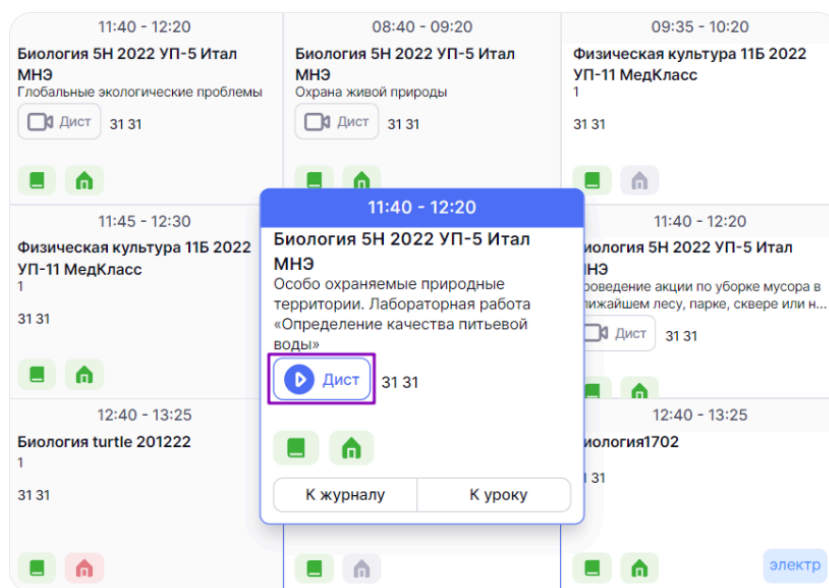 11:40 - 12:20
Биология 5Н 2022 УП-5 Итал
МНЭ
Глобальные экологические проблемы
Дист 31 31
08:40 - 09:20
Биология 5Н 2022 УП-5 Итал
МНЭ
Охрана живой природы
Дист 31 31
09:35 - 10:20
Физическая культура 11Б 2022
УП-11 МедКласс
1
31 31
11:45 - 12:30
Физическая культура 11Б 2022
УП-11 МедКласс
1
31 31
11:40 - 12:20
Биология 5Н 2022 УП-5 Итал
МНЭ
Особо охраняемые природные
территории. Лабораторная работа
«Определение качества питьевой
воды»
Дист 31 31
К журналу К уроку
11:40 - 12:20
иология 5Н 2022 УП-5 Итал
НЭ
роведение акции по уборке мусора в
ижайшем лесу, парке, сквере или н...
Дист 31 31
12:40 - 13:25
Биология turtle 201222
1
31 31
12:40 - 13:25
иология1702
31
электр